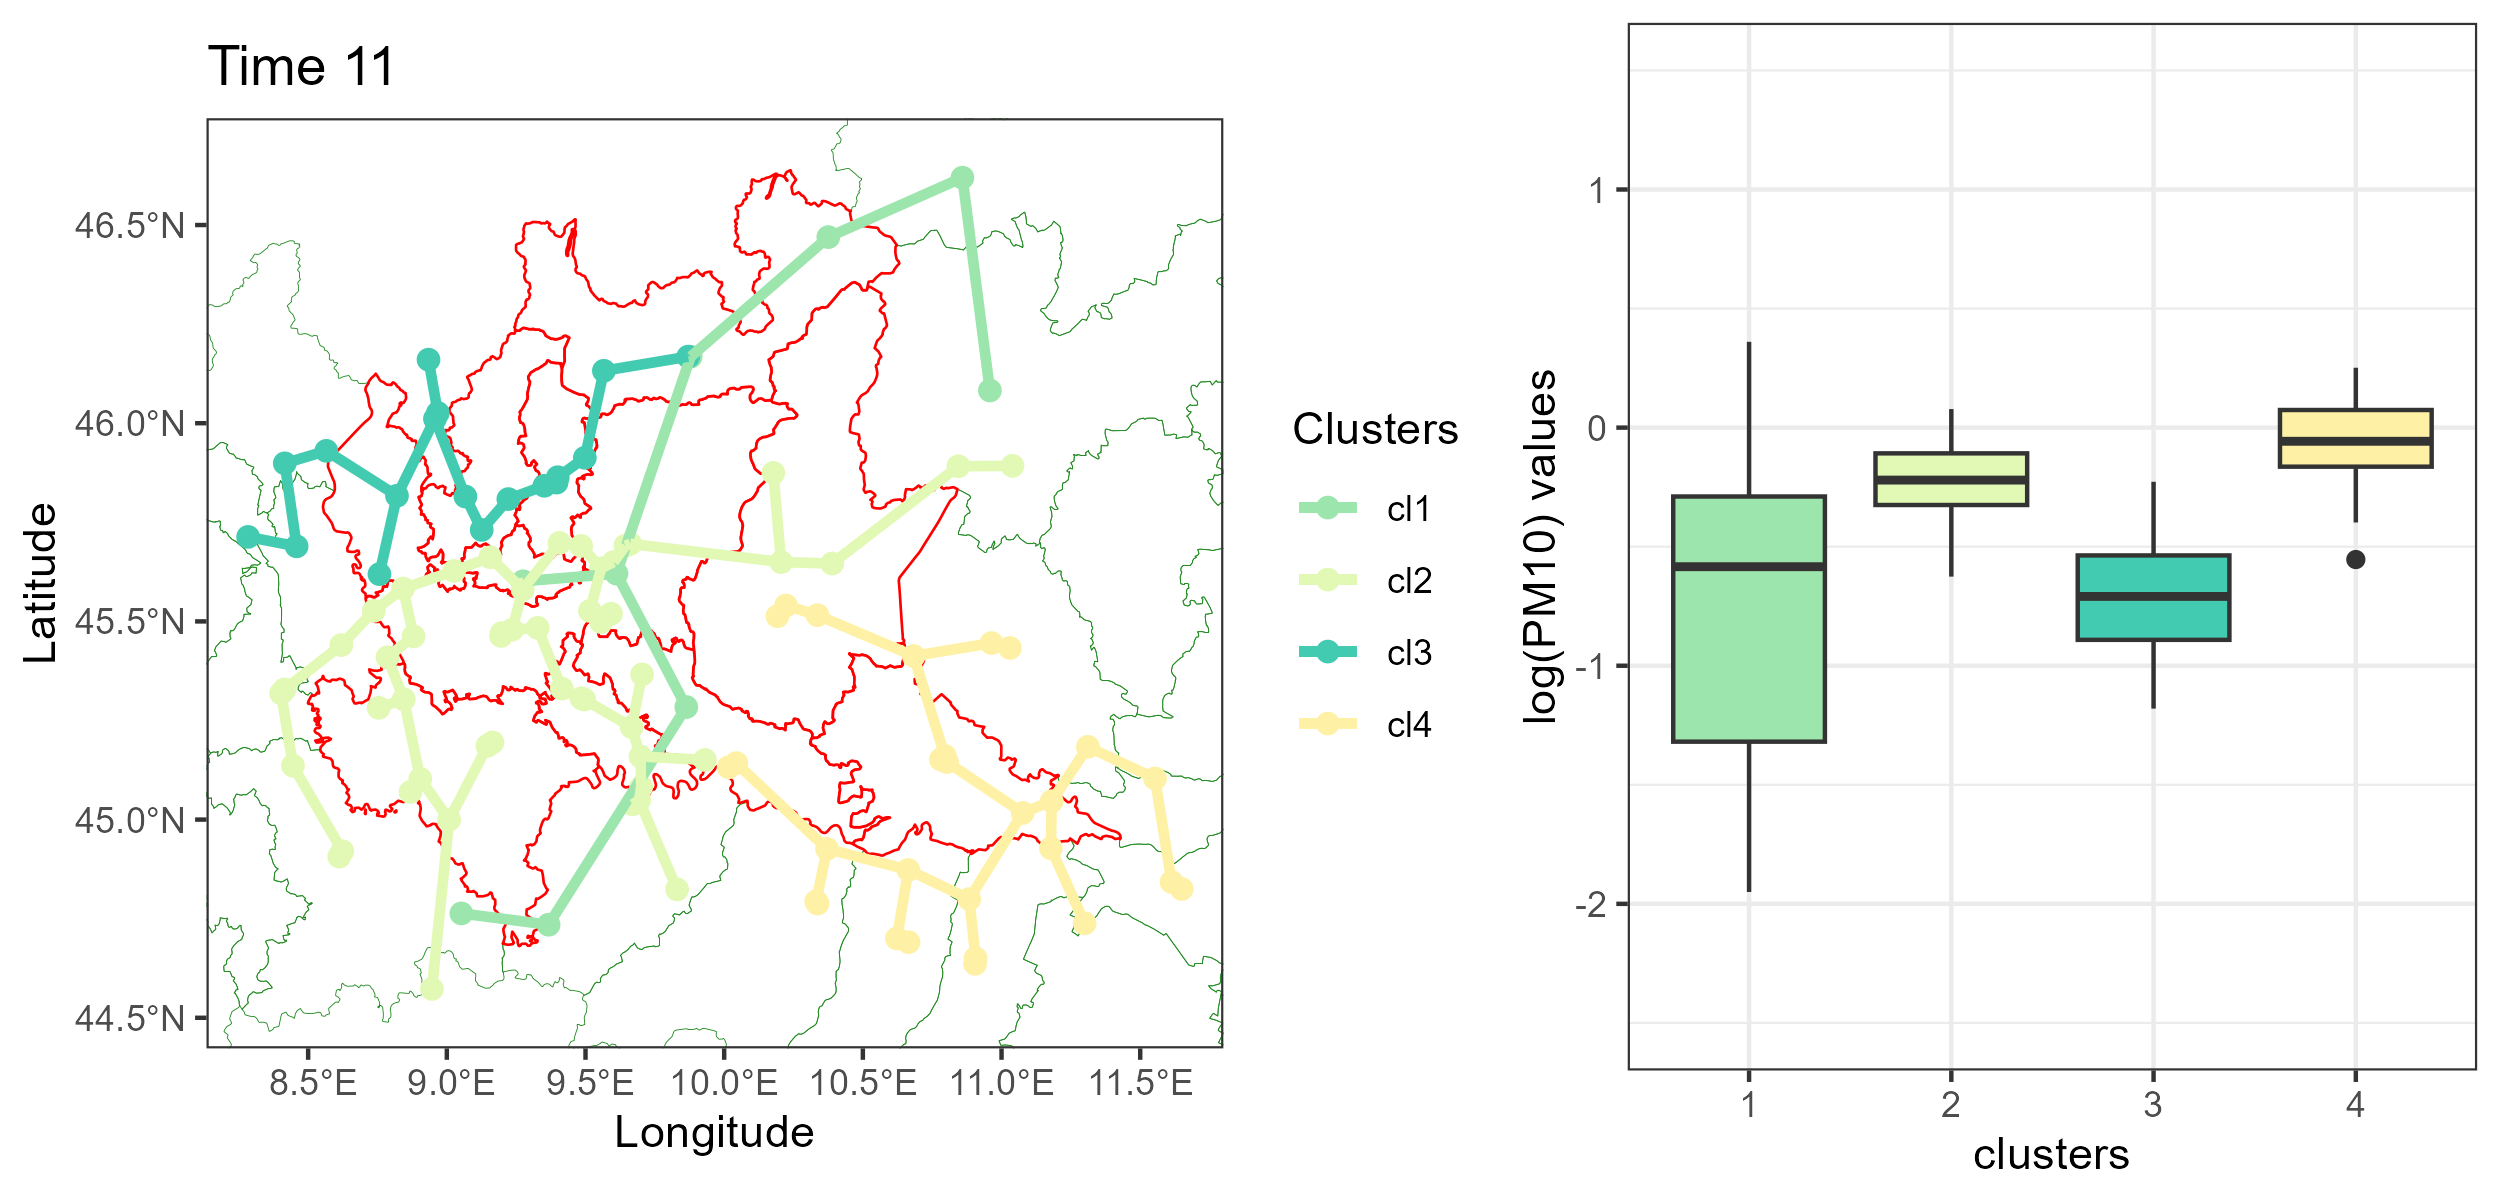 Time 11
46.5°N
46.0°N
45.5°N
45.0°N
44.5°N
Latitude
8.5°E
9.0°E
9.5°E
10.0°E
10.5°E
11.0°E
11.5°E
Longitude
Clusters
cl1
cl2
cl3
cl4
log(PM10) values
1
0
-1
-2
1
2
3
4
clusters